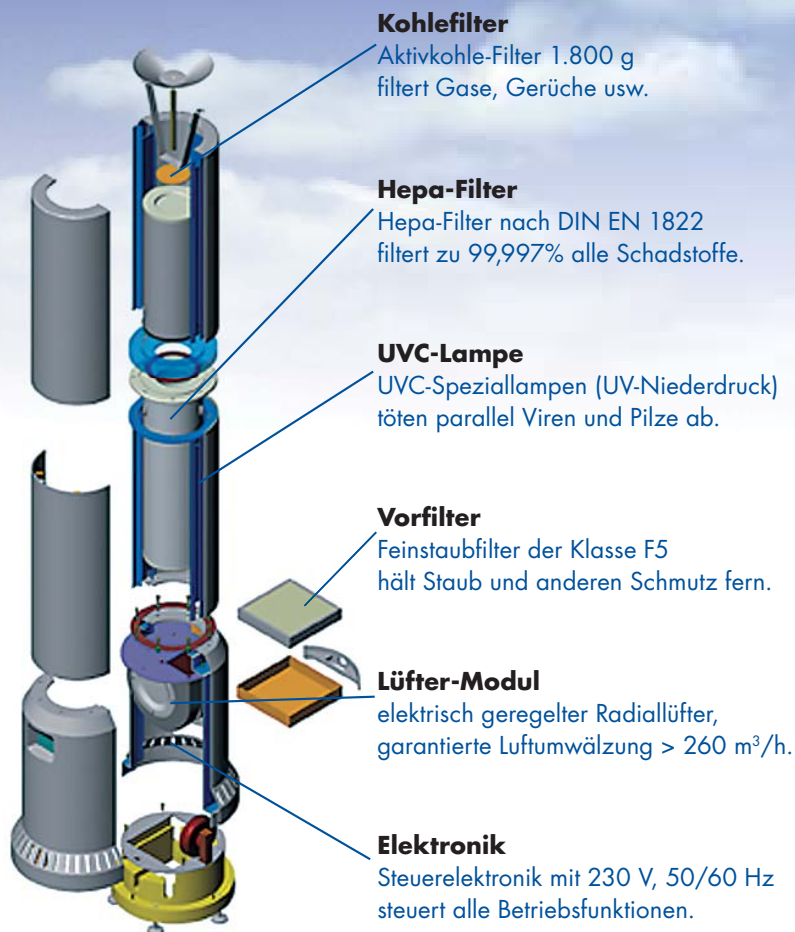 Kohlefilter
Aktivkohle-Filter 1.800 g
filtert Gase, Gerüche usw.
Hepa-Filter
Hepa-Filter nach DIN EN 1822
filtert zu 99,997% alle Schadstoffe.
UVC-Lampe
UVC-Speziallampen (UV-Niederdruck)
töten parallel Viren und Pilze ab.
Vorfilter
Feinstaubfilter der Klasse F5
hält Staub und anderen Schmutz fern.
Lüfter-Modul
elektrisch geregelter Radiallüfter,
garantierte Luftumwälzung > 260 m³/h.
Elektronik
Steuerelektronik mit 230 V, 50/60 Hz
steuert alle Betriebsfunktionen.